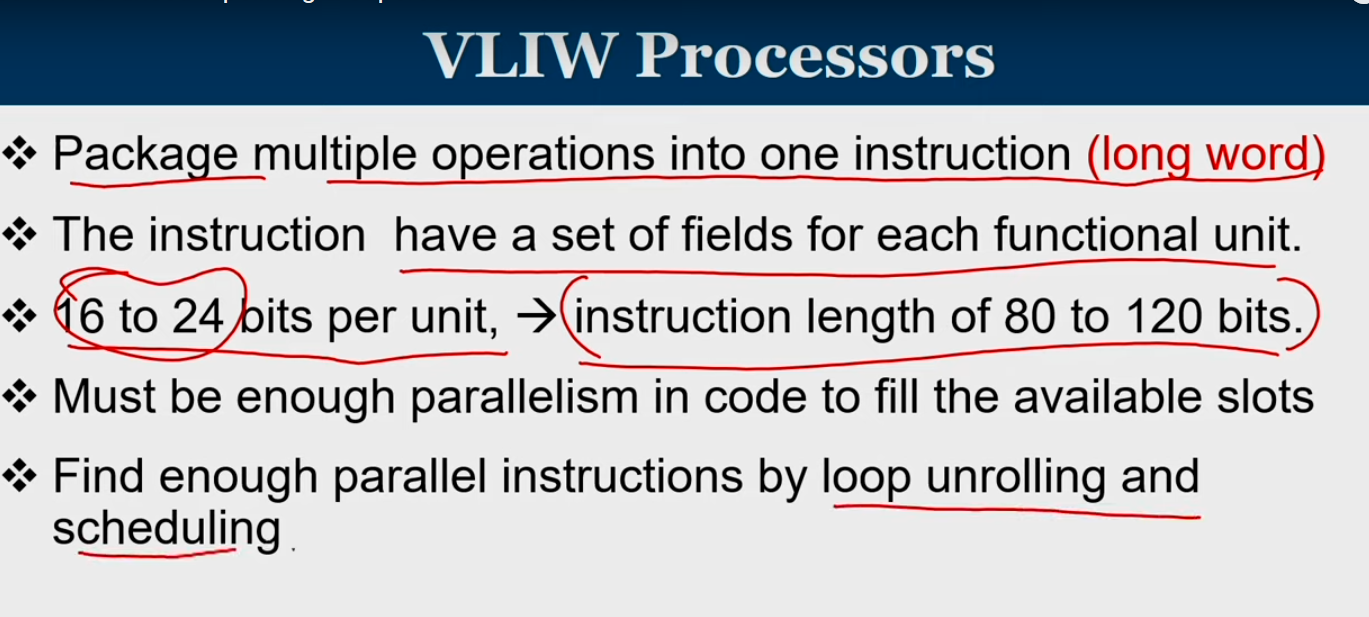 VLIW Processors
❖ Package multiple operations into one instruction (long word)
❖ The instruction have a set of fields for each functional unit.
❖ 16 to 24 bits per unit, → instruction length of 80 to 120 bits.
❖ Must be enough parallelism in code to fill the available slots
❖ Find enough parallel instructions by loop unrolling and
scheduling